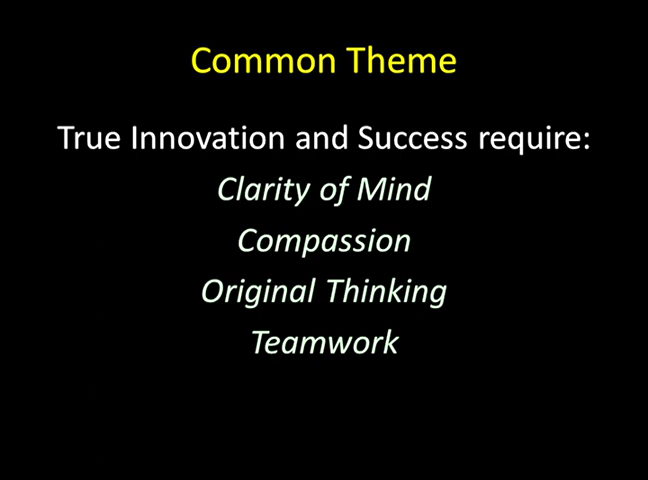 Common Theme
True Innovation and Success require:
Clarity of Mind
Compassion
Original Thinking
Teamwork